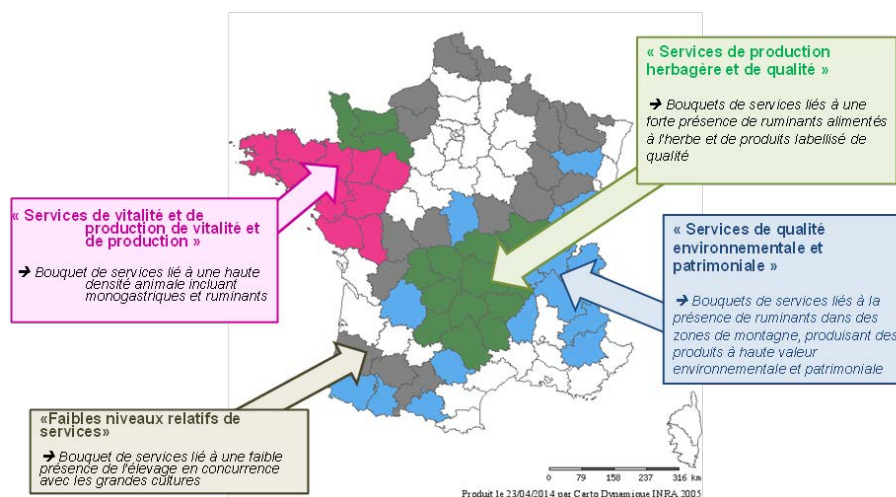 « Services de production
herbagère et de qualité »
➔ Bouquets de services liés à une
forte présence de ruminants alimentés
à l'herbe et de produits labellisé de
qualité
« Services de vitalité et de
production de vitalité et
de production »
➔ Bouquet de services lié à une haute
densité animale incluant
monogastriques et ruminants
« Services de qualité
environnementale et
patrimoniale »
➔ Bouquets de services liés à la
présence de ruminants dans des
zones de montagne, produisant des
produits à haute valeur
environnementale et patrimoniale
«Faibles niveaux relatifs de
services»
➔ Bouquet de services lié à une faible
présence de l'élevage en concurrence
avec les grandes cultures
0 79 158 237 316 km
Produit le 23/04/2014 par Carto Dynamique INRA 2005